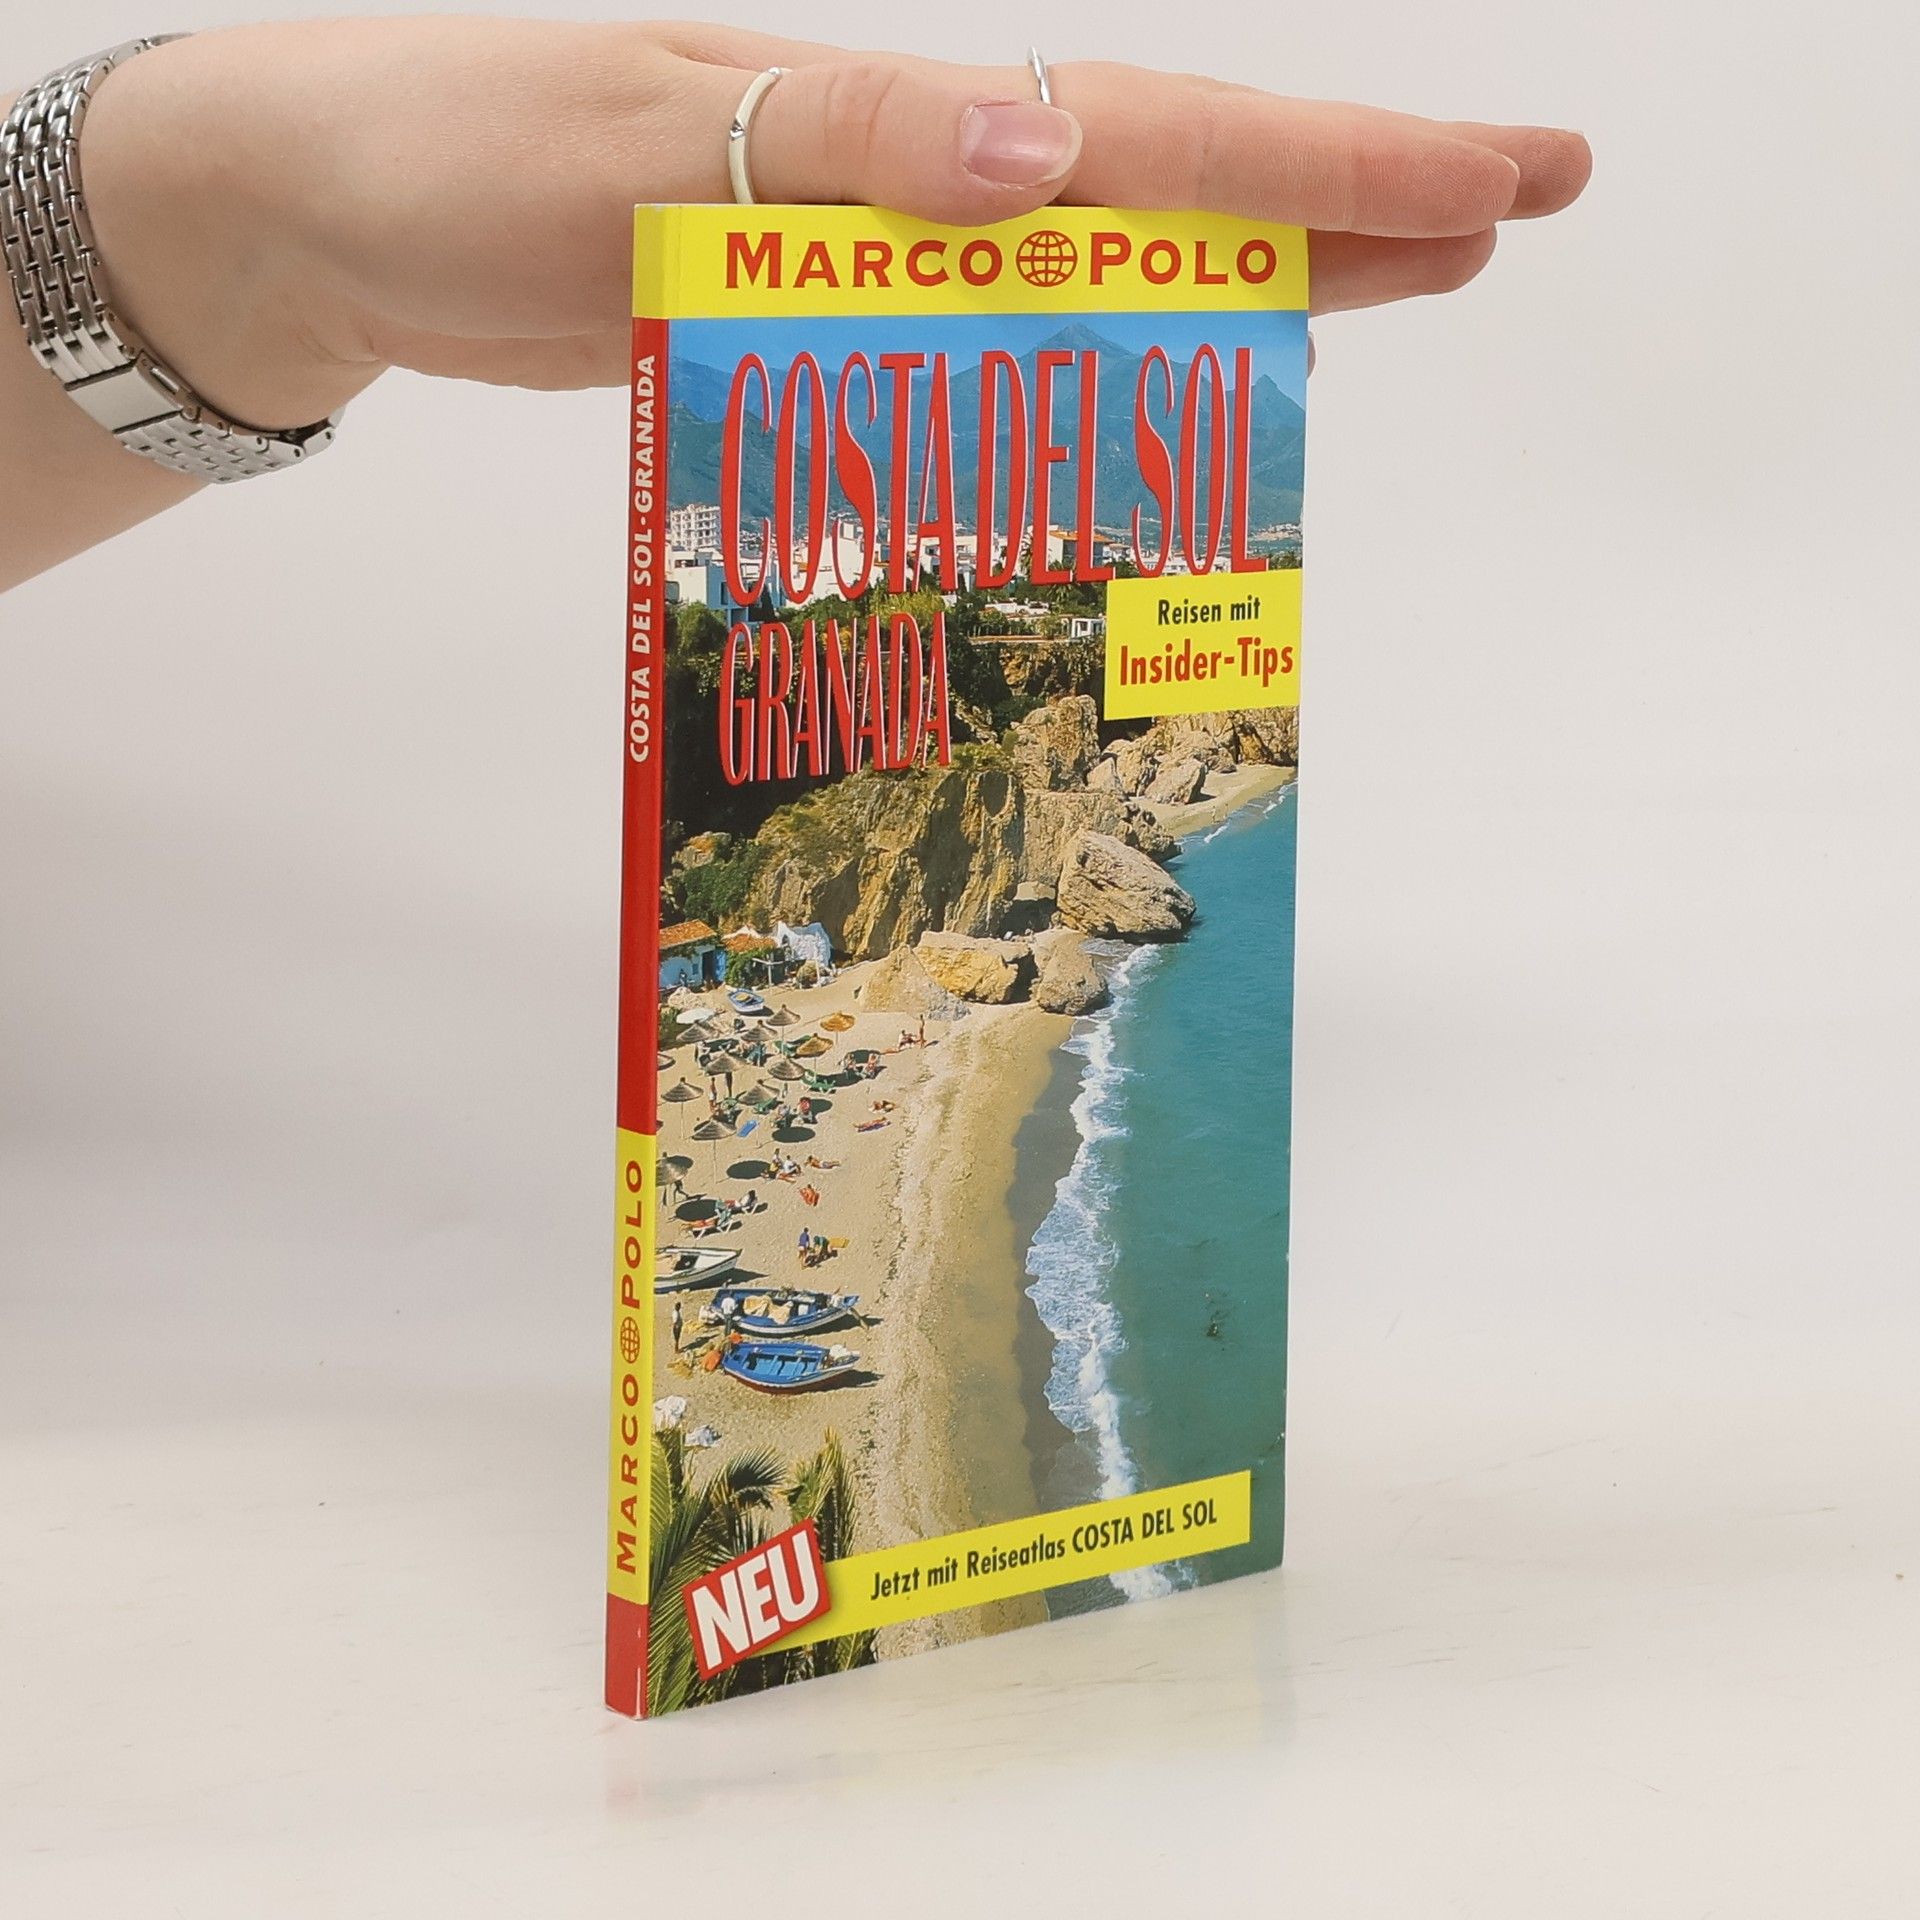 MARCO POLO
COSTA DEL SOL
GRANADA
Reisen mit
Insider-Tips
NEU
Jetzt mit Reiseatlas COSTA DEL SOL
COSTA DEL SOL·GRANADA
MARCO POLO